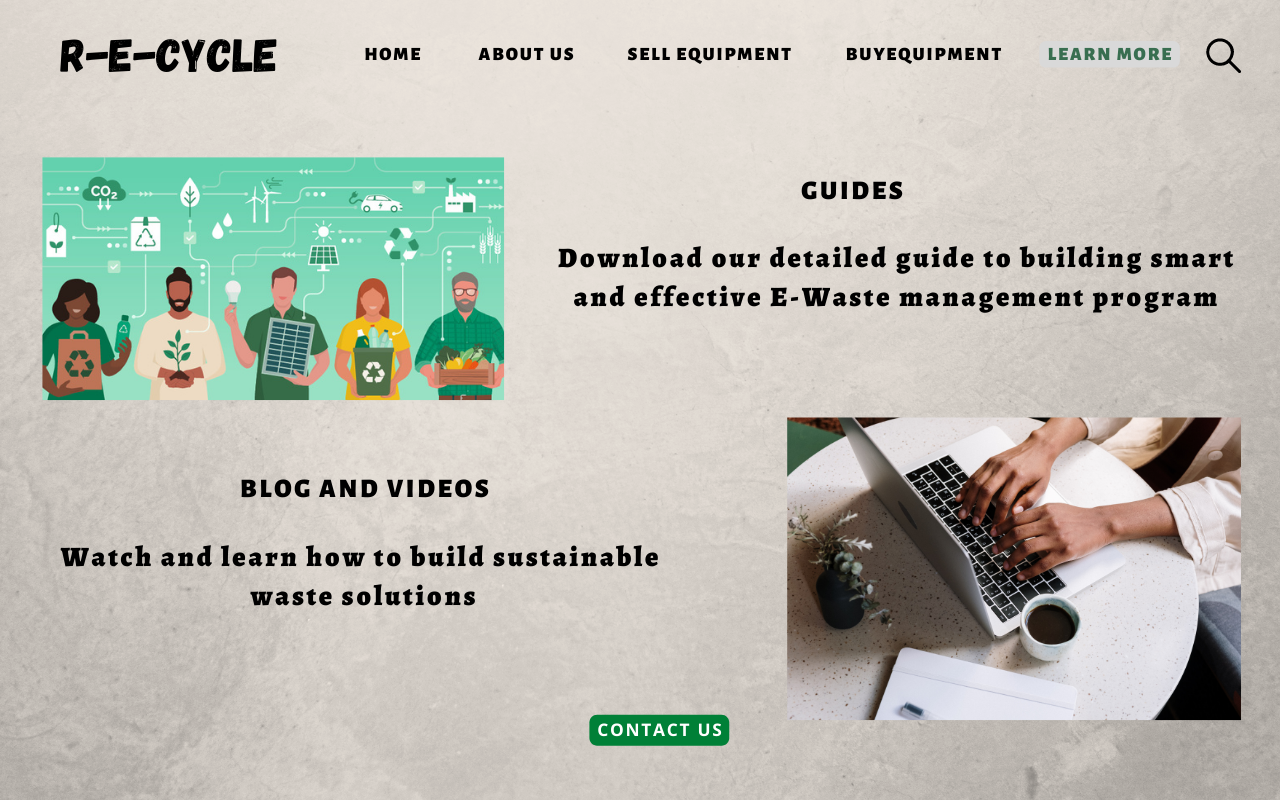 R-E-CYCLE
HOME
ABOUT US
SELL EQUIPMENT
BUYEQUIPMENT
LEARN MORE
CO2
GUIDES
Download our detailed guide to building smart
and effective E-Waste management program
BLOG AND VIDEOS
Watch and learn how to build sustainable
waste solutions
CONTACT US